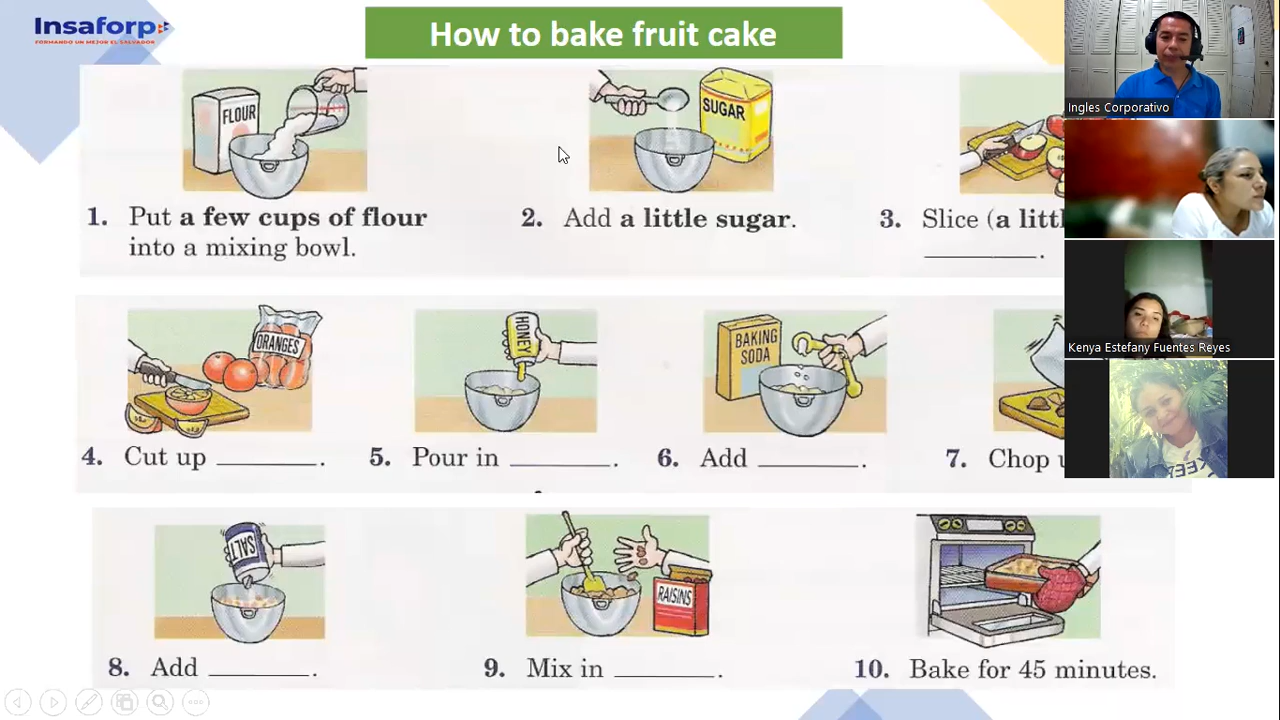 Insaforp
FORMANDO UN MEJOR EL SALVADOR
How to bake fruit cake
FLOUR
SUGAR
1. Put a few cups of flour
into a mixing bowl.
2. Add a little sugar.
3. Slice (a litt
________.
ORANGES
HONEY
BAKING
SODA
4. Cut up ________.
5. Pour in ________.
6. Add ________.
7. Chop
SALT
RAISINS
8. Add ________.
9. Mix in ________.
10. Bake for 45 minutes.
Ingles Corporativo
Kenya Estefany Fuentes Reyes